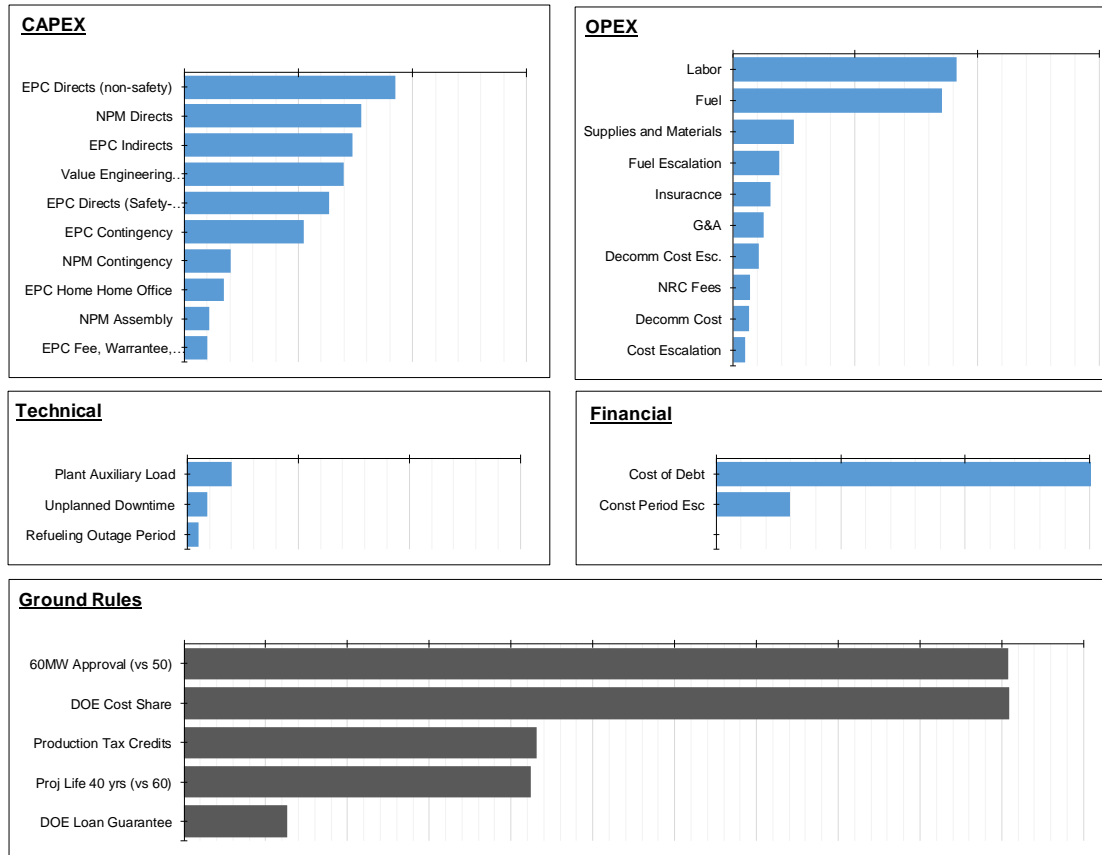 CAPEX
EPC Directs (non-safety)
NPM Directs
EPC Indirects
Value Engineering..
EPC Directs (Safety-..
EPC Contingency
NPM Contingency
EPC Home Home Office
NPM Assembly
EPC Fee, Warrantee,..
OPEX
Labor
Fuel
Supplies and Materials
Fuel Escalation
Insuracnce
G&A
Decomm Cost Esc.
NRC Fees
Decomm Cost
Cost Escalation
Technical
Plant Auxiliary Load
Unplanned Downtime
Refueling Outage Period
Financial
Cost of Debt
Const Period Esc
Ground Rules
60MW Approval (vs 50)
DOE Cost Share
Production Tax Credits
Proj Life 40 yrs (vs 60)
DOE Loan Guarantee